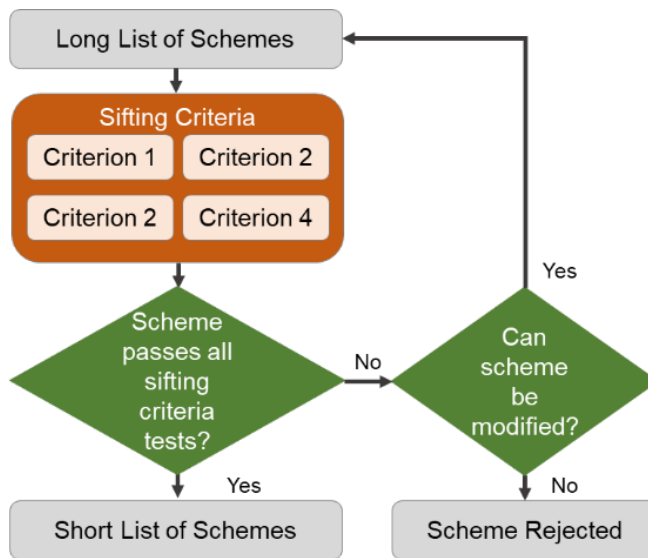 Long List of Schemes
Sifting Criteria
Criterion 1
Criterion 2
Criterion 2
Criterion 4
Scheme
passes all
sifting
criteria
tests?
No
Yes
Can
scheme
be
modified?
Yes
No
Short List of Schemes
Scheme Rejected